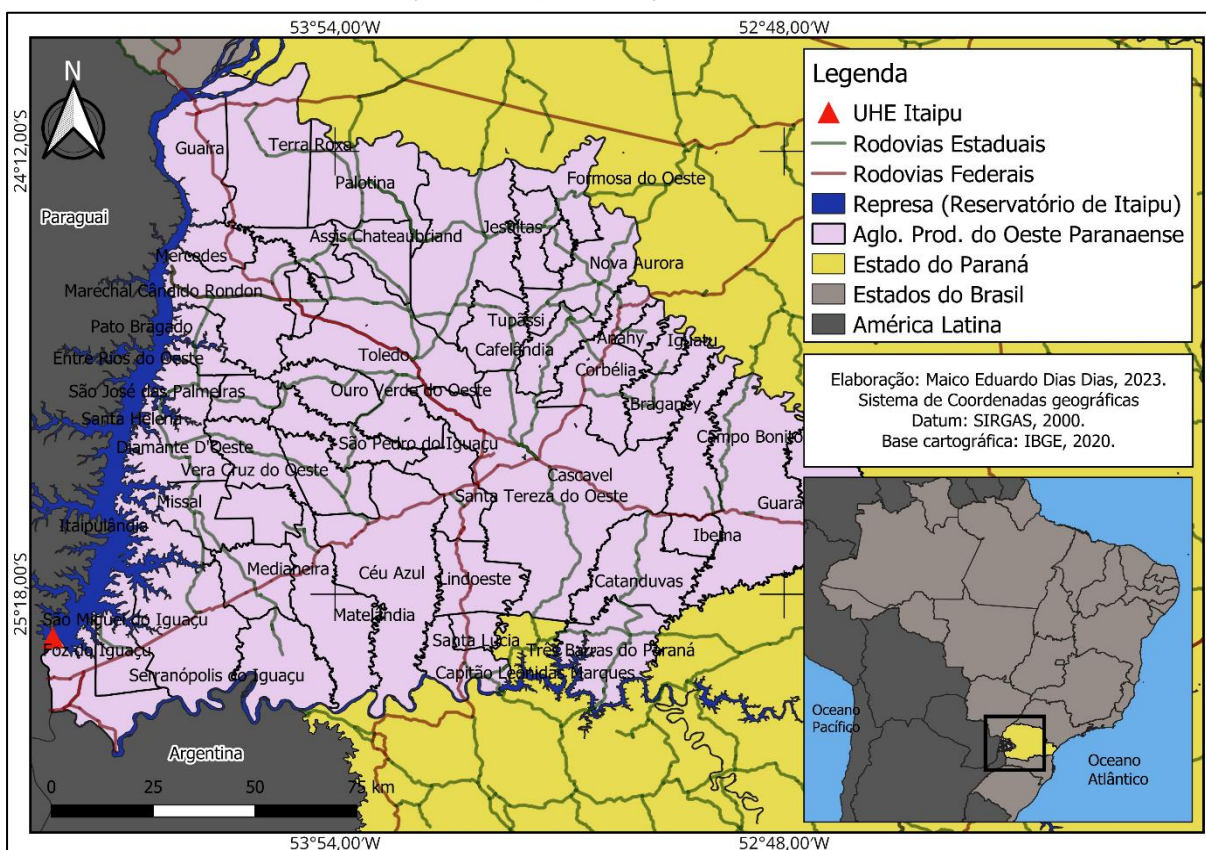 53°54,00'W
52°48,00'W
N
24°12,00'S
25°18,00'S
Paraguai
Guaíra
Terra Roxa
Palotina
Formosa do Oeste
Assis Chateaubriand
Jesuítas
Mercedes
Nova Aurora
Marechal Cândido Rondon
Pato Bragado
Tupãssi
Anahy
Iguatu
Entre Rios do Oeste
Toledo
Cafelândia
Corbélia
São José das Palmeiras
Ouro Verde do Oeste
Braganey
Santa Helena
Diamante D'Oeste
São Pedro do Iguaçu
Campo Bonito
Vera Cruz do Oeste
Cascavel
Missal
Santa Tereza do Oeste
Guara
Itaipulândia
Ibema
Medianeira
Céu Azul
Lindoeste
Catanduvas
São Miguel do Iguaçu
Matelândia
Foz do Iguaçu
Santa Lúcia
Três Barras do Paraná
Serranópolis do Iguaçu
Capitão Leônidas Marques
Argentina
0
25
50
75 km
53°54,00'W
52°48,00'W
Legenda
UHE Itaipu
Rodovias Estaduais
Rodovias Federais
Represa (Reservatório de Itaipu)
Aglo. Prod. do Oeste Paranaense
Estado do Paraná
Estados do Brasil
América Latina
Elaboração: Maico Eduardo Dias Dias, 2023.
Sistema de Coordenadas geográficas
Datum: SIRGAS, 2000.
Base cartográfica: IBGE, 2020.
Oceano
Pacífico
Oceano
Atlântico